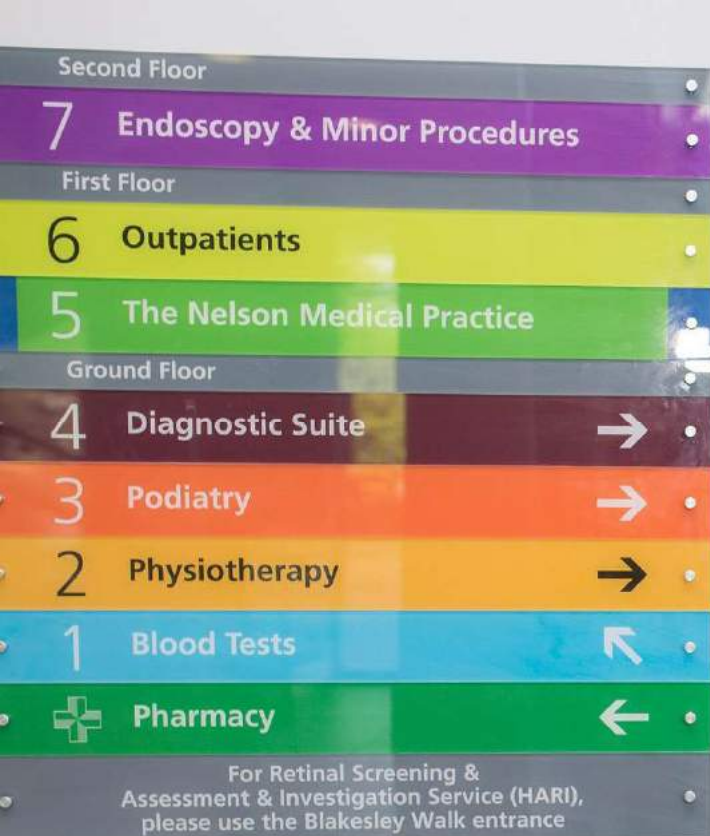 Second Floor
7 Endoscopy & Minor Procedures
First Floor
6 Outpatients
5 The Nelson Medical Practice
Ground Floor
4 Diagnostic Suite
3 Podiatry
2 Physiotherapy
1 Blood Tests
Pharmacy
For Retinal Screening &
Assessment & Investigation Service (HARI),
please use the Blakesley Walk entrance